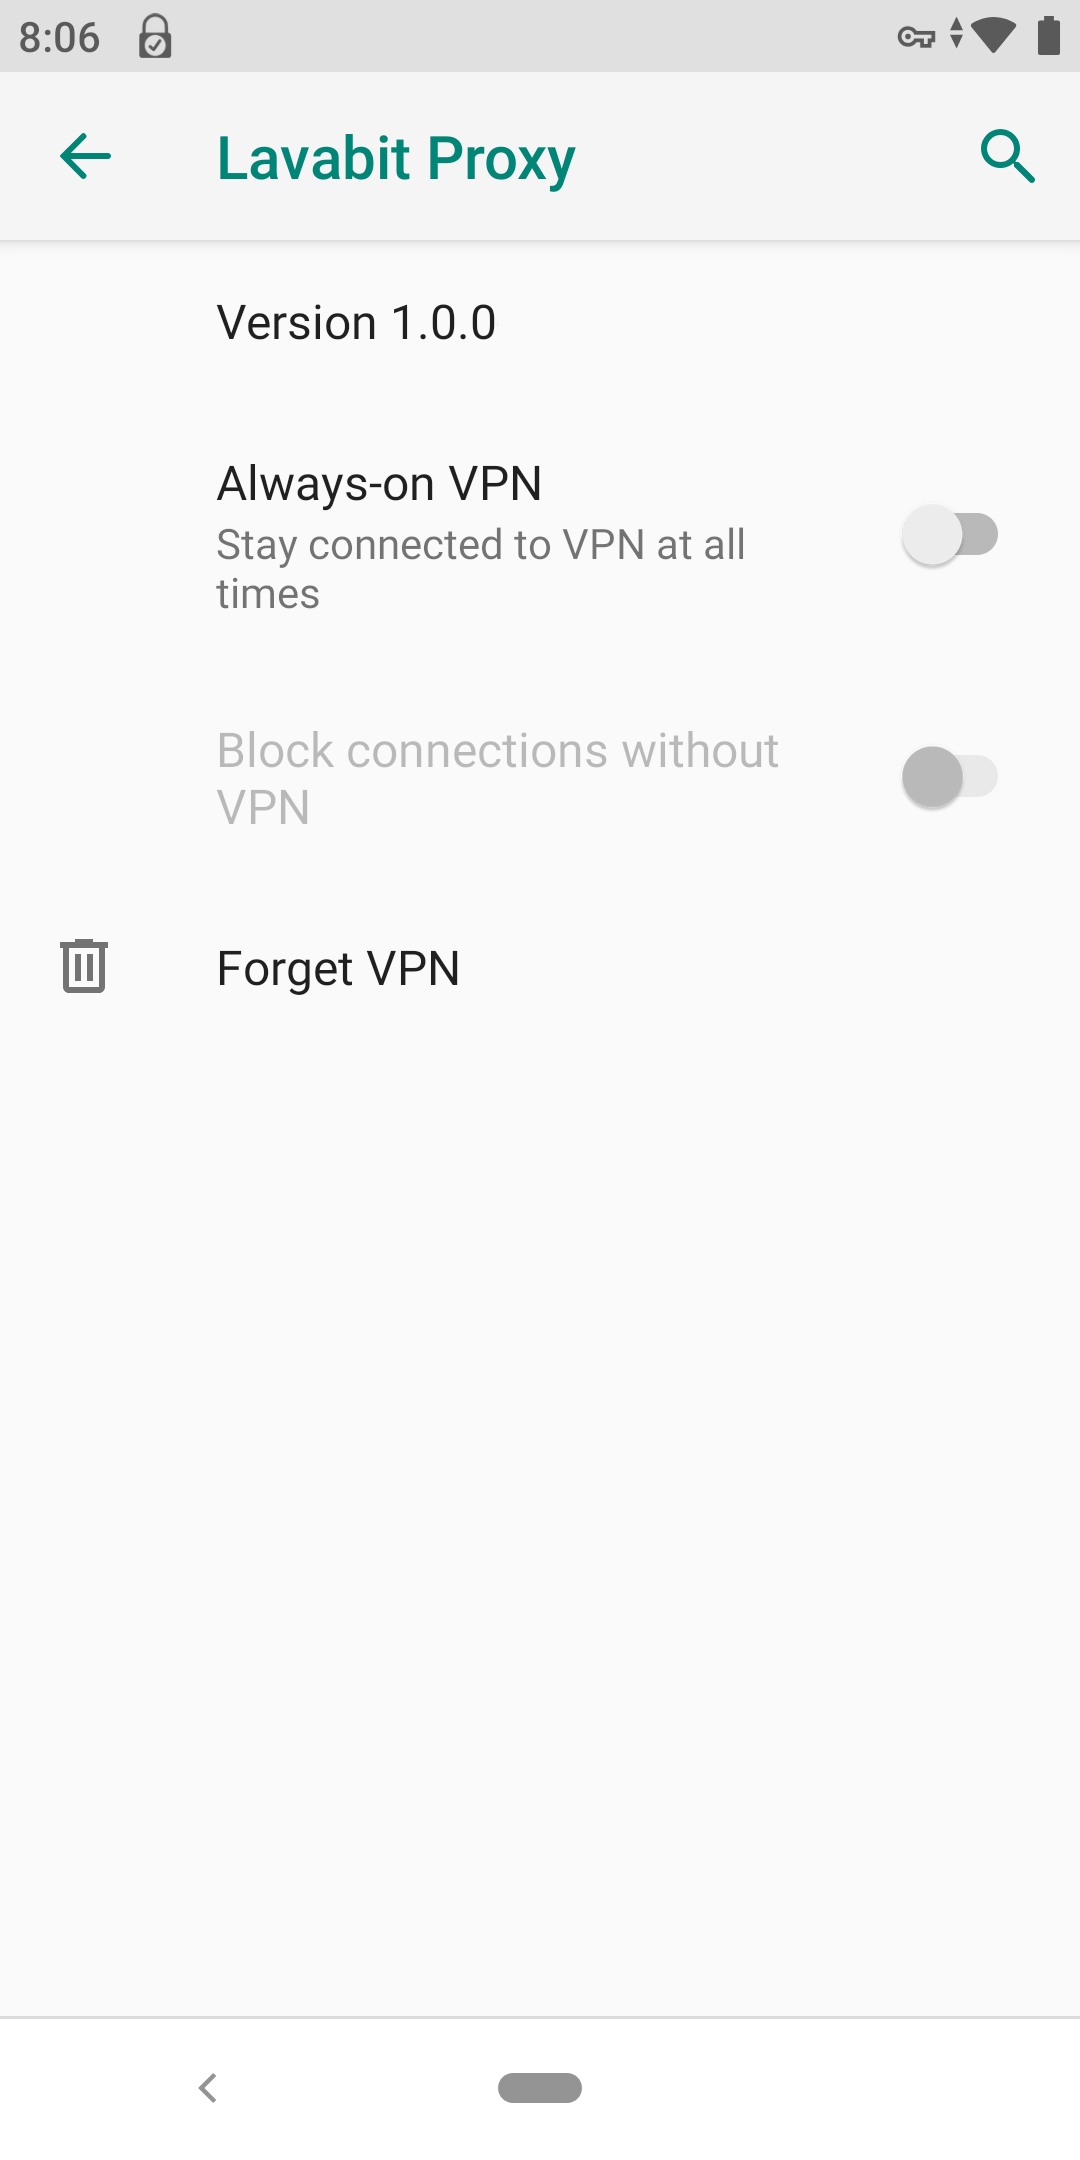 8:06
Lavabit Proxy
Version 1.0.0
Always-on VPN
Stay connected to VPN at all
times
Block connections without
VPN
Forget VPN